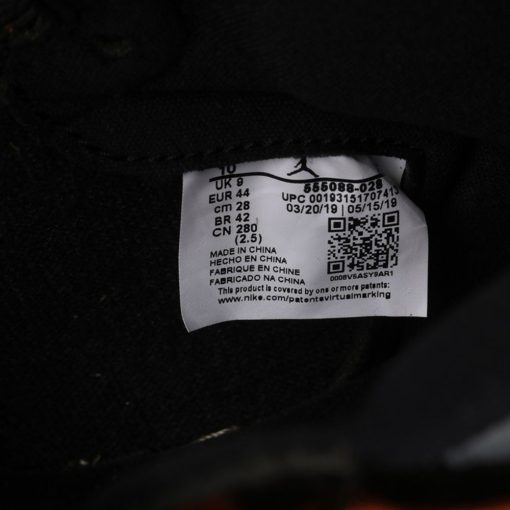 10
UK 9
EUR 44
cm 28
BR 42
CN 280
(2.5)
555088-028
UPC 00193151707413
03/20/19 | 05/15/19
0008V5ASY9AR1
MADE IN CHINA
HECHO EN CHINA
FABRIQUE EN CHINE
FABRICADO NA CHINA
This product is covered by one or more patents:
www.nike.com/patentsvirtualmarking